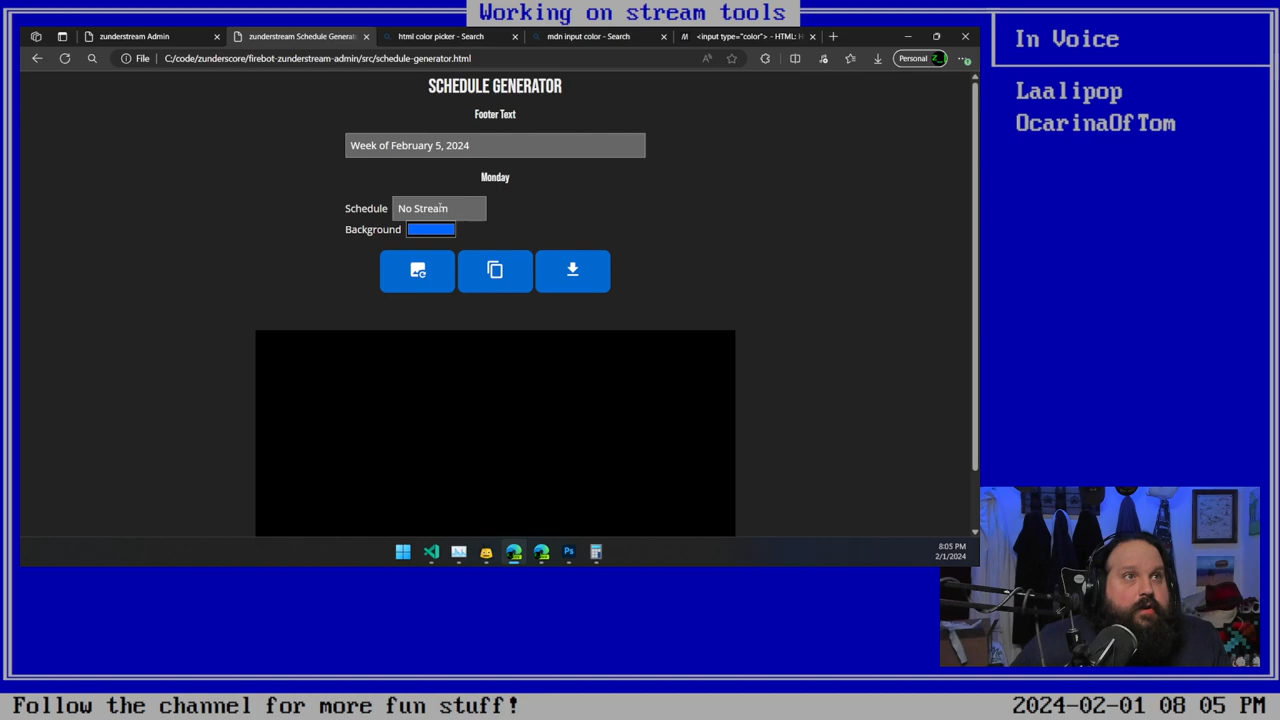 Working on stream tools
zunderstream Admin
zunderstream Schedule Generat
html color picker - Search
mdn input color - Search
<input type="color"> - HTML: H
File
C:/code/zunderscore/firebot-zunderstream-admin/src/schedule-generator.html
Personal
SCHEDULE GENERATOR
Footer Text
Week of February 5, 2024
Monday
Schedule
No Stream
Background
8:05 PM
2/1/2024
In Voice
Laalipop
OcarinaOfTom
Follow the channel for more fun stuff!
2024-02-01 08 05 PM